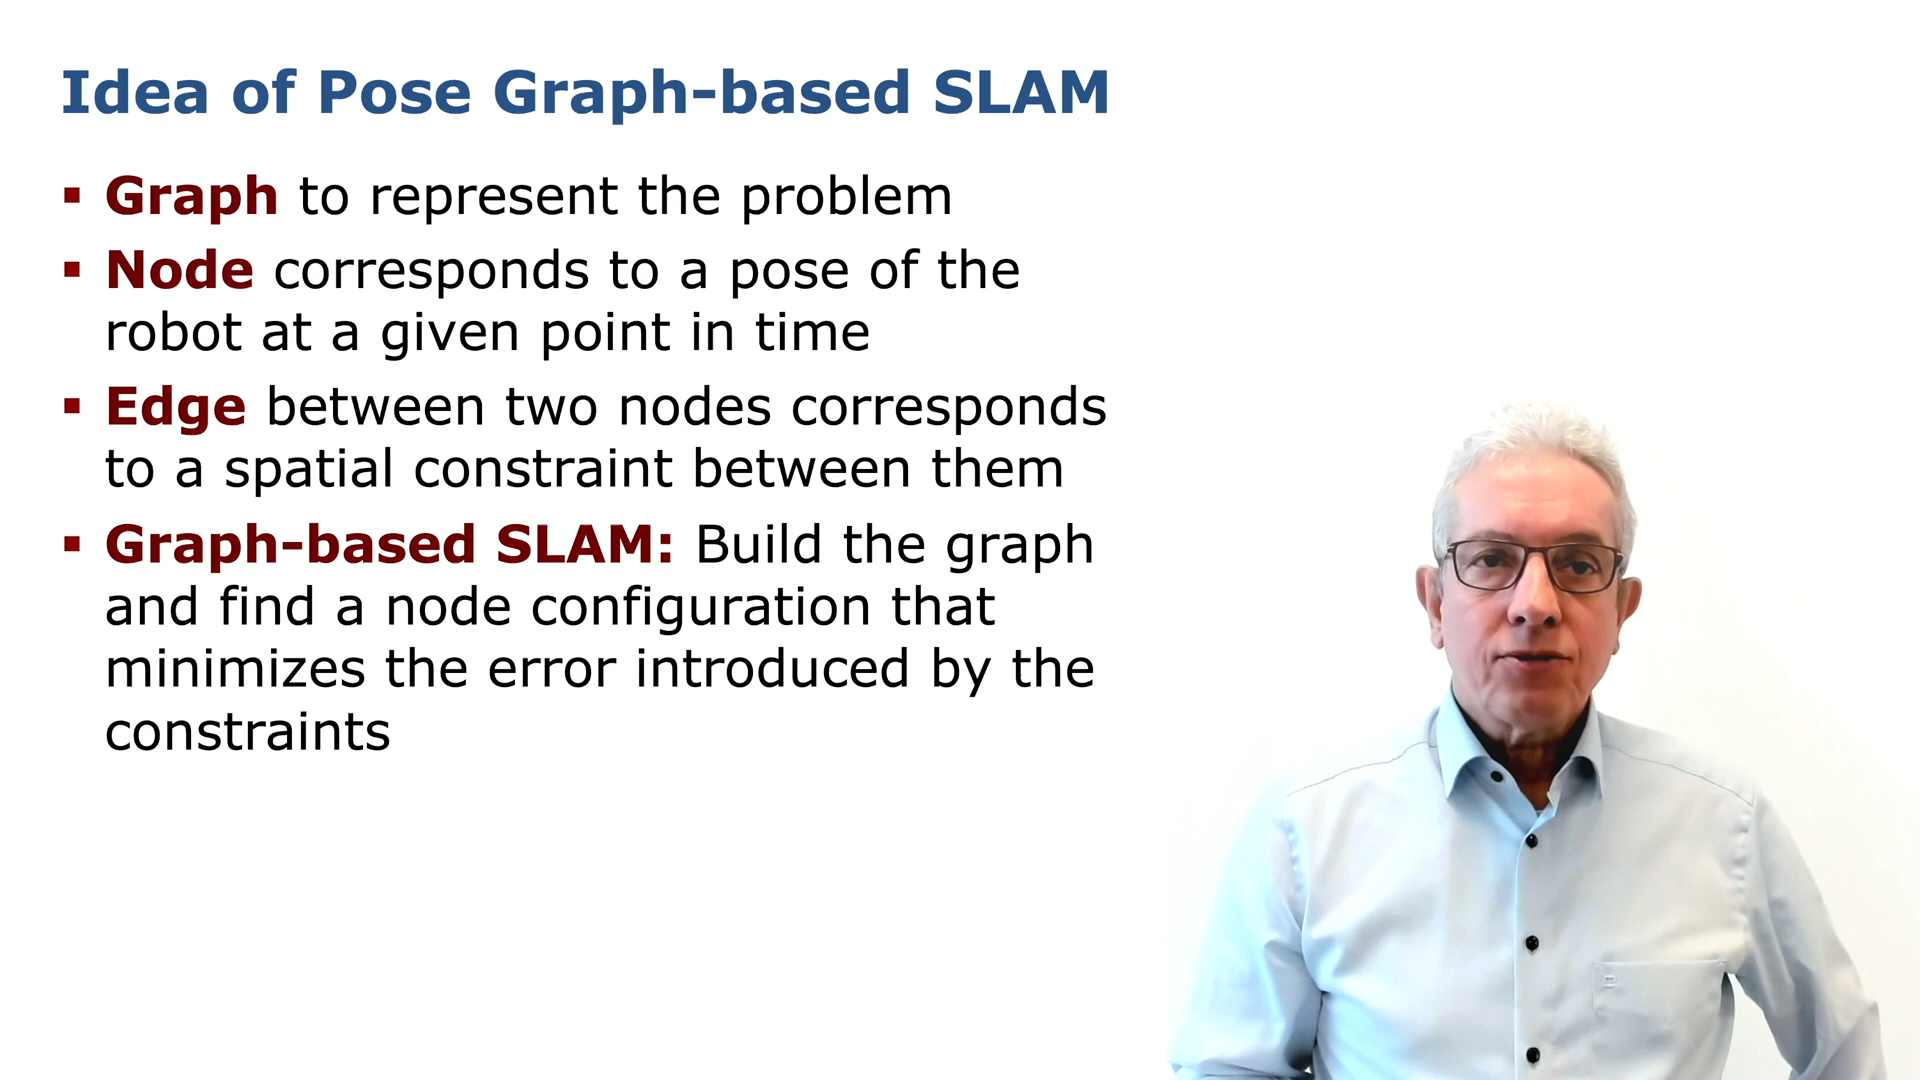 Idea of Pose Graph-based SLAM
▪ Graph to represent the problem
▪ Node corresponds to a pose of the
robot at a given point in time
▪ Edge between two nodes corresponds
to a spatial constraint between them
▪ Graph-based SLAM: Build the graph
and find a node configuration that
minimizes the error introduced by the
constraints